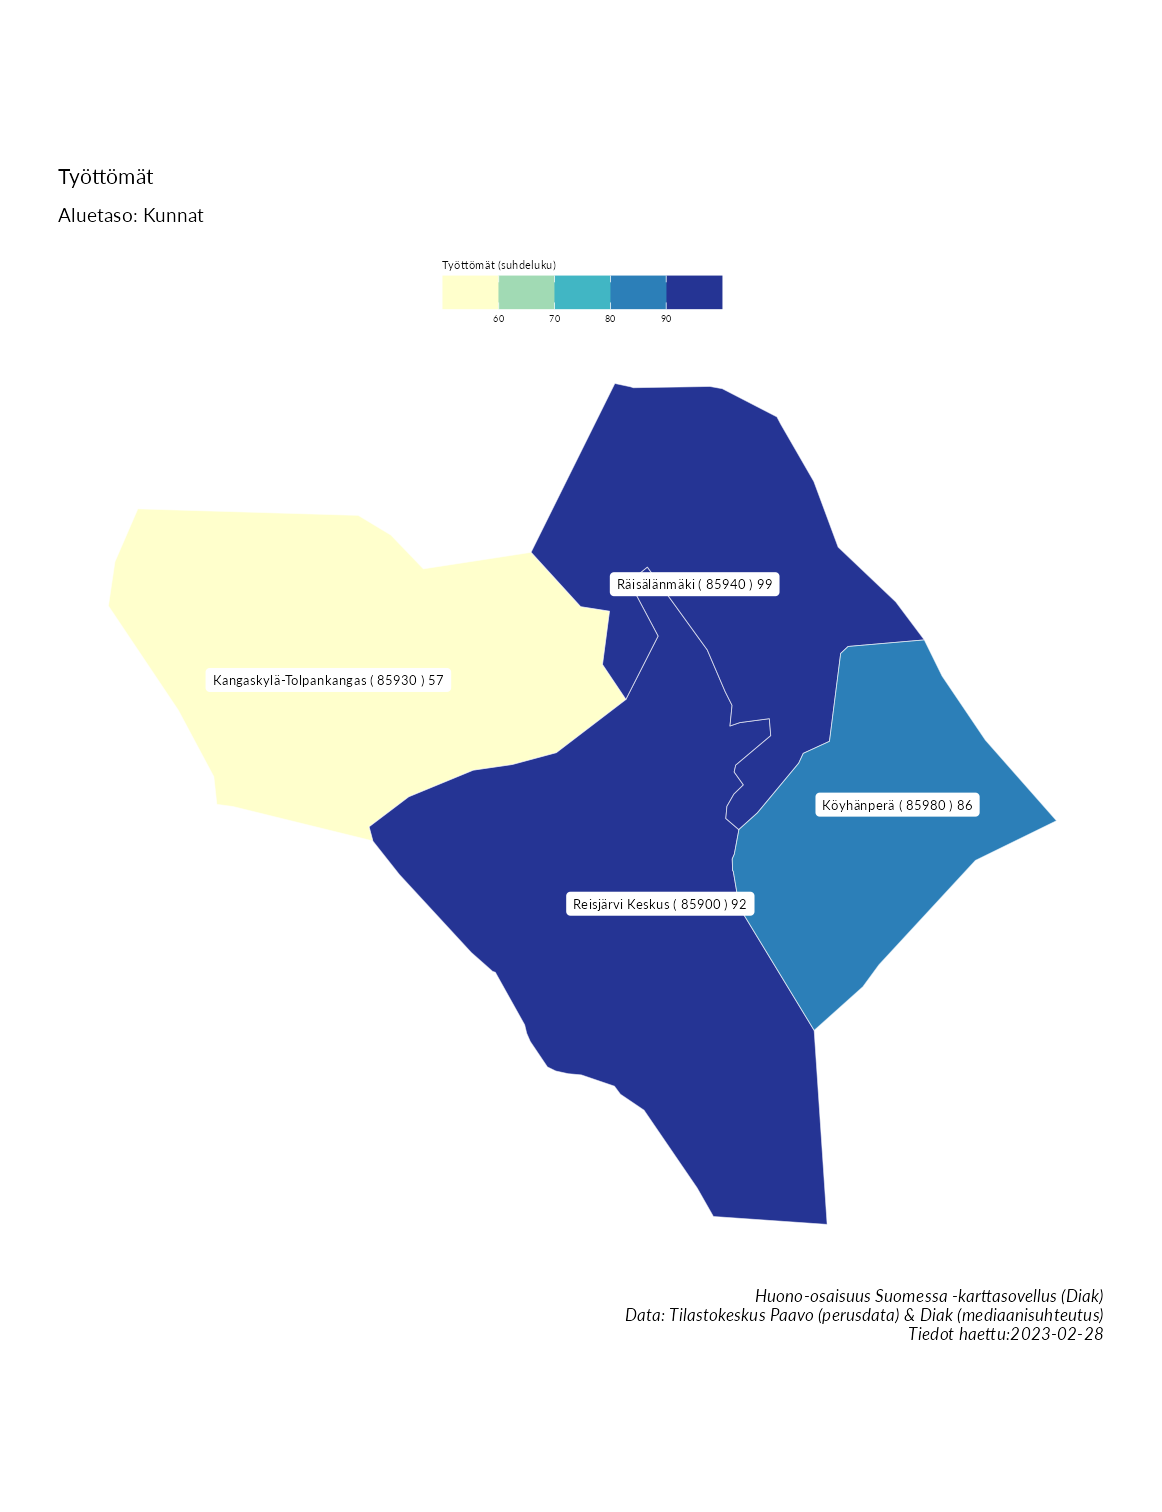 Työttömät
Aluetaso: Kunnat
Työttömät (suhdeluku)
60 70 80 90
Räisälänmäki ( 85940 ) 99
Kangaskylä-Tolpankangas ( 85930 ) 57
Köyhänperä ( 85980 ) 86
Reisjärvi Keskus ( 85900 ) 92
Huono-osaisuus Suomessa -karttasovellus (Diak)
Data: Tilastokeskus Paavo (perusdata) & Diak (mediaanisuhteutus)
Tiedot haettu:2023-02-28